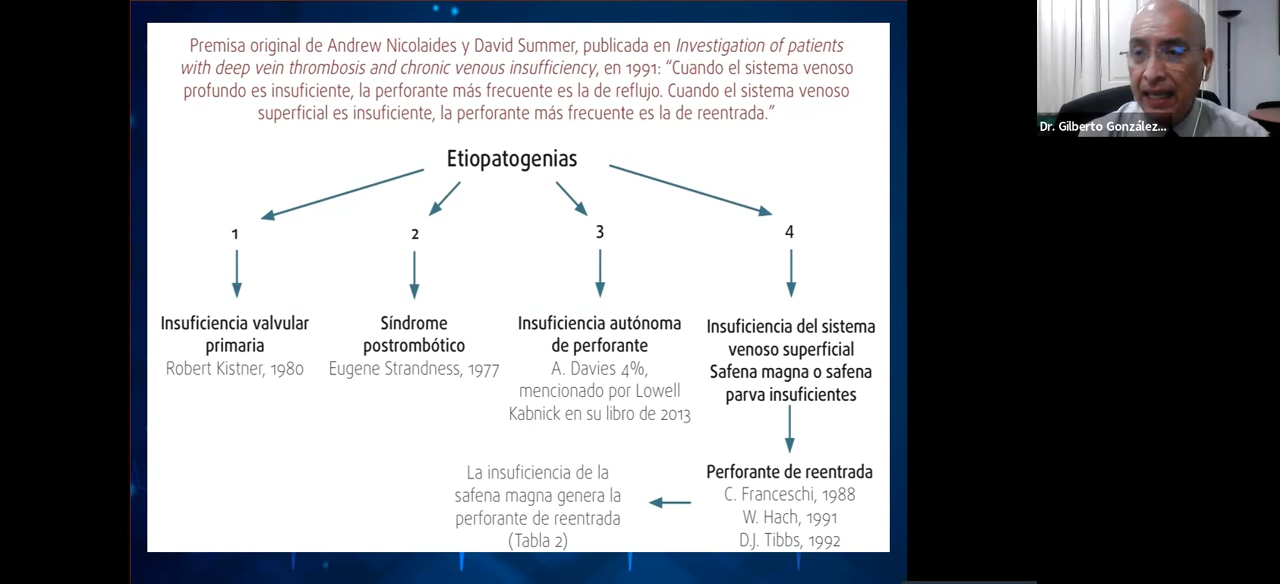 Premisa original de Andrew Nicolaides y David Summer, publicada en Investigation of patients
with deep vein thrombosis and chronic venous insufficiency, en 1991: “Cuando el sistema venoso
profundo es insuficiente, la perforante más frecuente es la de reflujo. Cuando el sistema venoso
superficial es insuficiente, la perforante más frecuente es la de reentrada.”
Dr. Gilberto González...
Etiopatogenias
1
2
3
4
Insuficiencia valvular
primaria
Robert Kistner, 1980
Síndrome
postrombótico
Eugene Strandness, 1977
Insuficiencia autónoma
de perforante
A. Davies 4%,
mencionado por Lowell
Kabnick en su libro de 2013
Insuficiencia del sistema
venoso superficial
Safena magna o safena
parva insuficientes
Perforante de reentrada
C. Franceschi, 1988
W. Hach, 1991
D.J. Tibbs, 1992
La insuficiencia de la
safena magna genera la
perforante de reentrada
(Tabla 2)